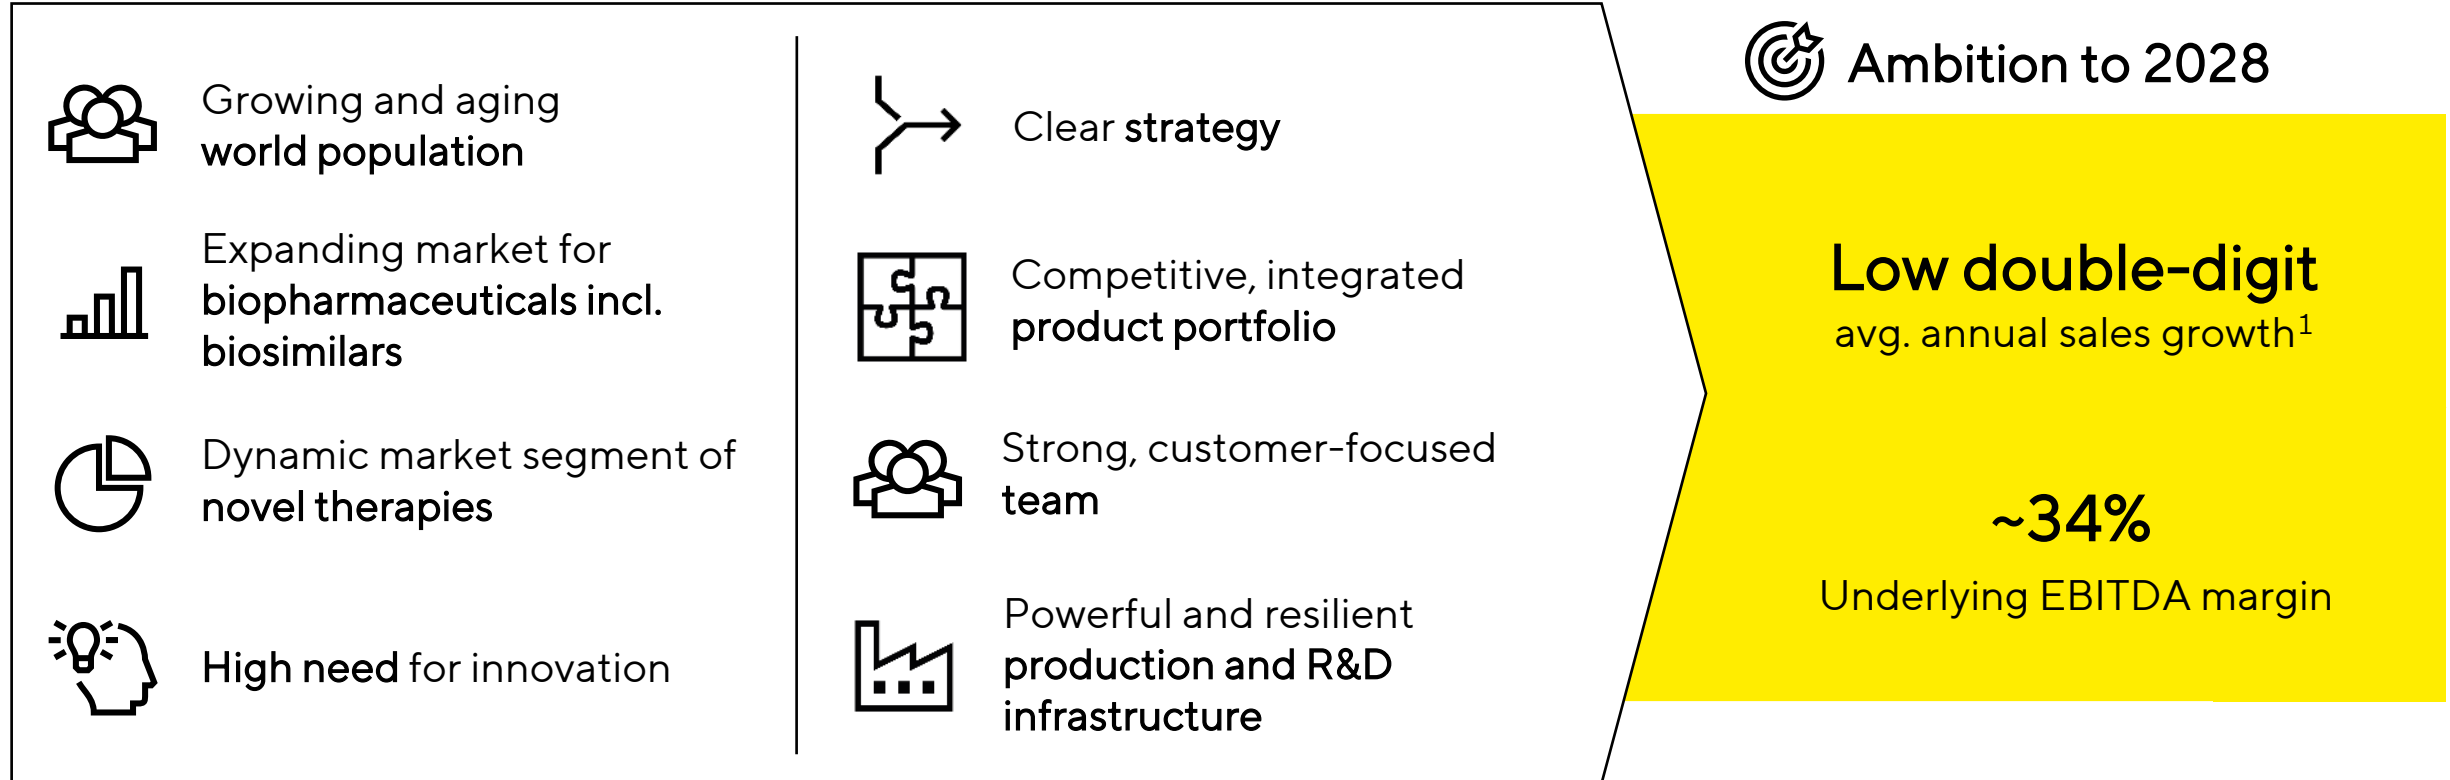 Growing and aging
world population
Expanding market for
biopharmaceuticals incl.
biosimilars
Dynamic market segment of
novel therapies
High need for innovation
Clear strategy
Competitive, integrated
product portfolio
Strong, customer-focused
team
Powerful and resilient
production and R&D
infrastructure
Ambition to 2028
Low double-digit
avg. annual sales growth¹
~34%
Underlying EBITDA margin